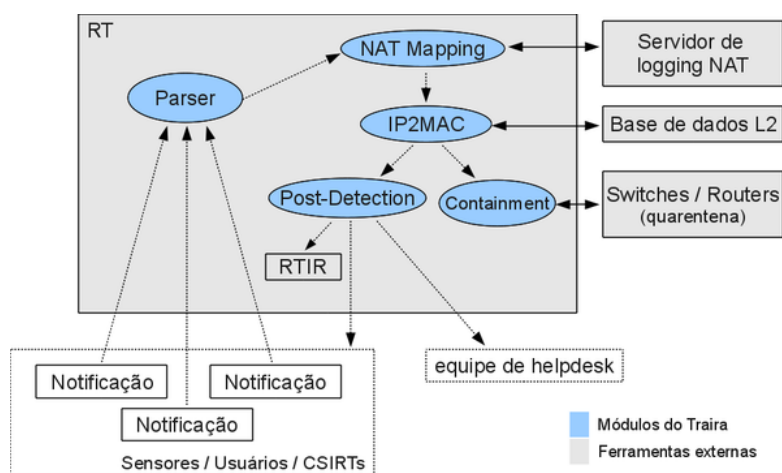 RT
NAT Mapping
Servidor de
logging NAT
Parser
IP2MAC
Base de dados L2
Post-Detection
Containment
Switches / Routers
(quarentena)
RTIR
Notificação
Notificação
Notificação
equipe de helpdesk
Sensores / Usuários / CSIRTs
Módulos do Traira
Ferramentas externas